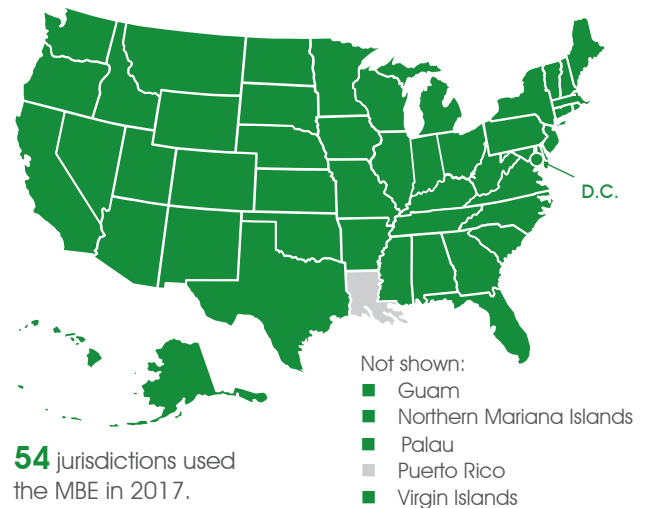 D.C.
Not shown:
Guam
Northern Mariana Islands
Palau
Puerto Rico
Virgin Islands
54 jurisdictions used
the MBE in 2017.